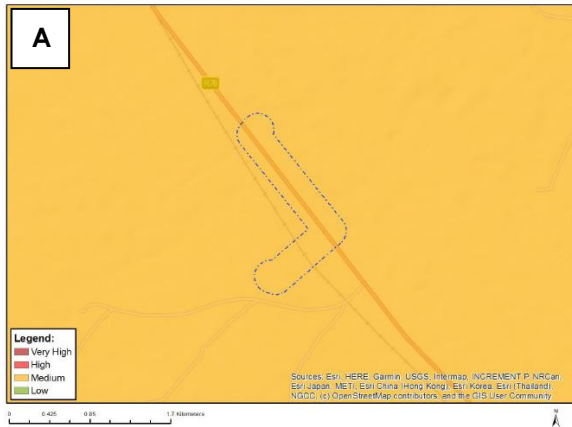 A
Legend:
Very High
High
Medium
Low
Sources: Esri, HERE, Garmin, USGS, Intermap, INCREMENT P, NRCan,
Esri Japan, METI, Esri China (Hong Kong), Esri Korea, Esri (Thailand),
NGCC, (c) OpenStreetMap contributors, and the GIS User Community
0 0.425 0.85 1.7 Kilometers
N